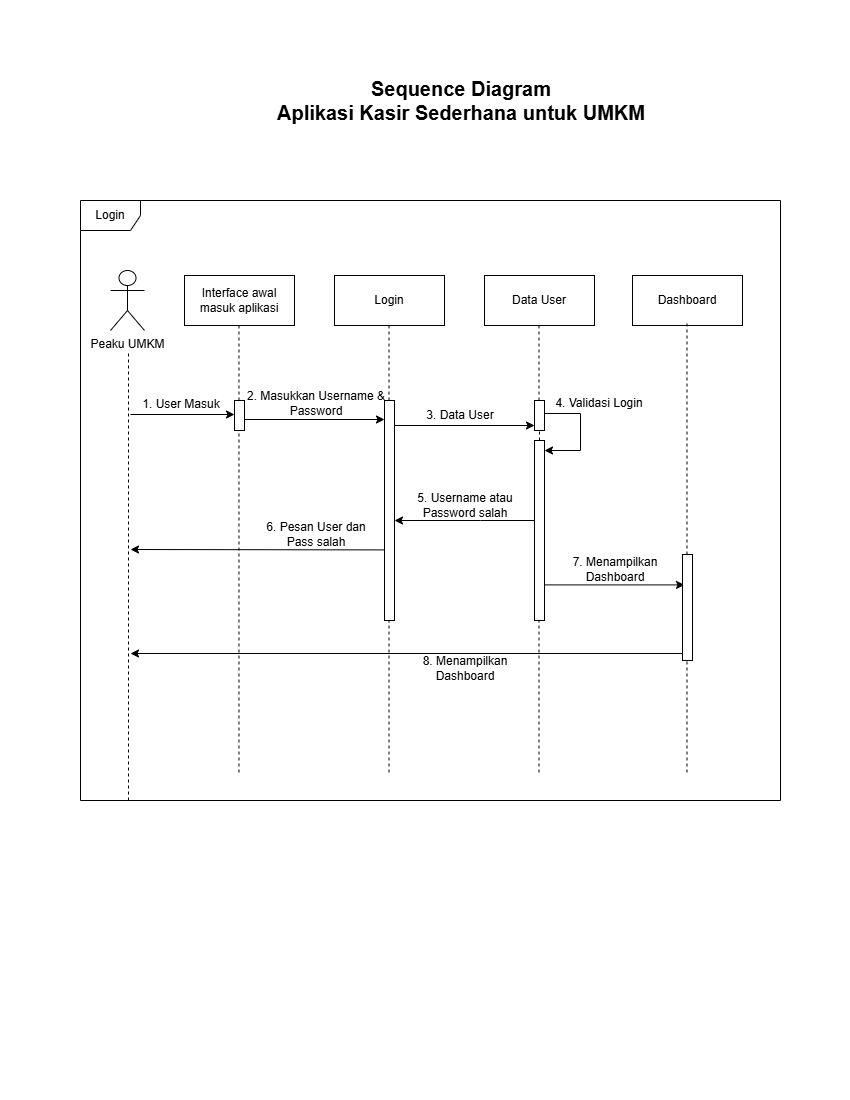 Sequence Diagram
Aplikasi Kasir Sederhana untuk UMKM
Login
Interface awal
masuk aplikasi
Login
Data User
Dashboard
Peaku UMKM
1. User Masuk
2. Masukkan Username &
Password
3. Data User
4. Validasi Login
5. Username atau
Password salah
6. Pesan User dan
Pass salah
7. Menampilkan
Dashboard
8. Menampilkan
Dashboard